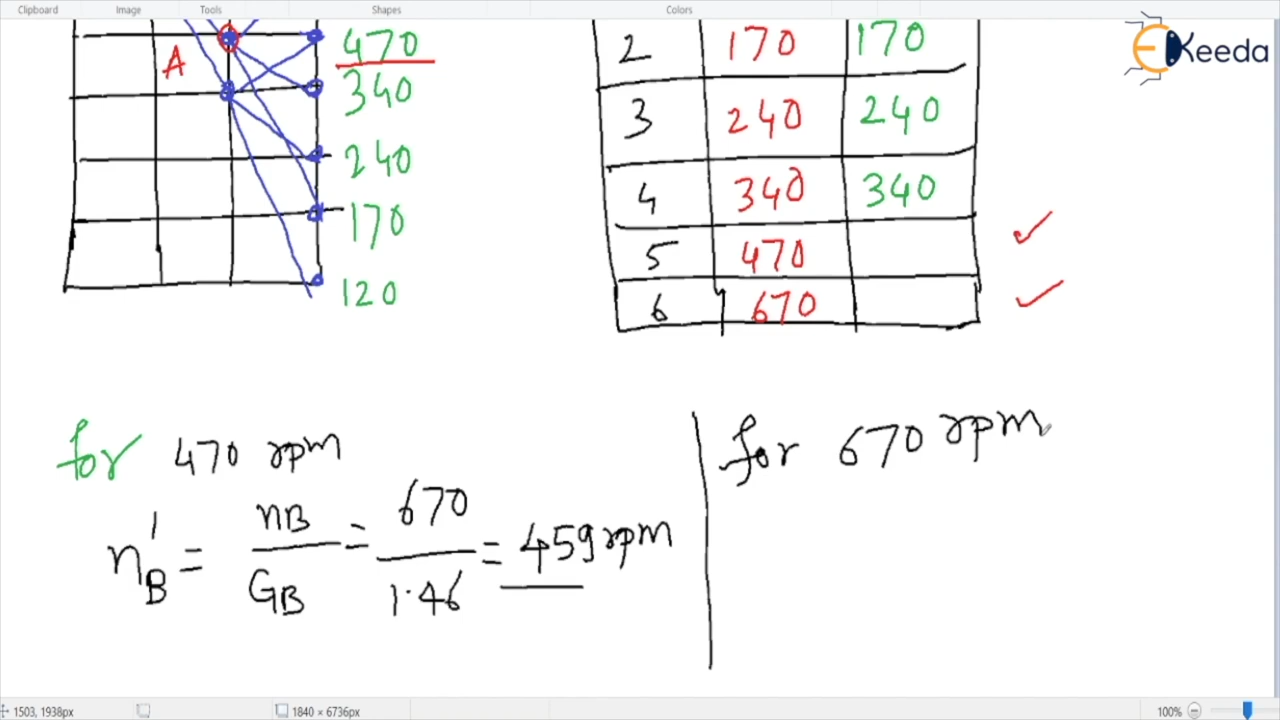 Clipboard
Image
Tools
Shapes
Colors
A
470
340
240
170
120
2 170 170
3 240 240
4 340 340
5 470
6 670
EKeeda
for 470 rpm
n'B = nB / GB = 670 / 1.46 = 459 rpm
for 670 rpm
1503, 1938px
1840 × 6736px
100%